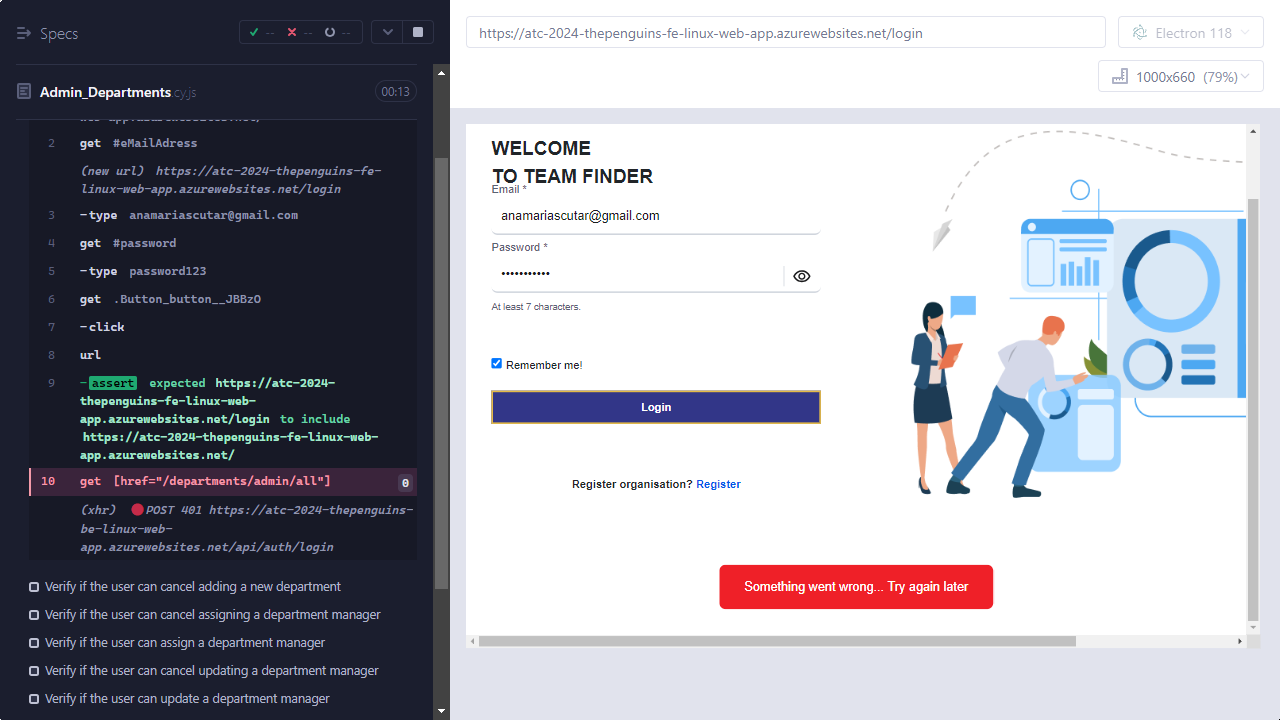 Specs
-- -- --
https://atc-2024-thepenguins-fe-linux-web-app.azurewebsites.net/login
Electron 118
1000x660 (79%)
Admin_Departments.cy.js
00:13
2 get #eMailAdress
(new url) https://atc-2024-thepenguins-fe-
linux-web-app.azurewebsites.net/login
3 -type anamariascutar@gmail.com
4 get #password
5 -type password123
6 get .Button_button__JBBzO
7 -click
8 url
9 -assert expected https://atc-2024-
thepenguins-fe-linux-web-
app.azurewebsites.net/login to include
https://atc-2024-thepenguins-fe-linux-web-
app.azurewebsites.net/
10 get [href="/departments/admin/all"] 0
(xhr) POST 401 https://atc-2024-thepenguins-
be-linux-web-
app.azurewebsites.net/api/auth/login
Verify if the user can cancel adding a new department
Verify if the user can cancel assigning a department manager
Verify if the user can assign a department manager
Verify if the user can cancel updating a department manager
Verify if the user can update a department manager
WELCOME
TO TEAM FINDER
Email *
anamariascutar@gmail.com
Password *
•••••••••••
At least 7 characters.
Remember me!
Login
Register organisation? Register
Something went wrong... Try again later